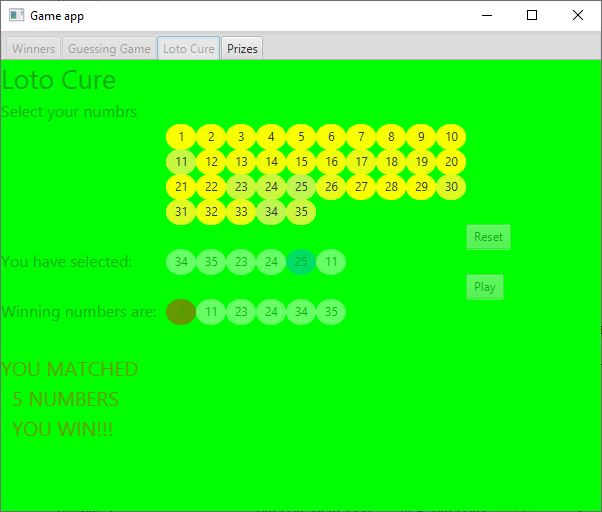 Game app
Winners Guessing Game Loto Cure Prizes
Loto Cure
Select your numbrs
1 2 3 4 5 6 7 8 9 10
11 12 13 14 15 16 17 18 19 20
21 22 23 24 25 26 27 28 29 30
31 32 33 34 35
Reset
You have selected: 34 35 23 24 25 11
Play
Winning numbers are: 1 11 23 24 34 35
YOU MATCHED
5 NUMBERS
YOU WIN!!!